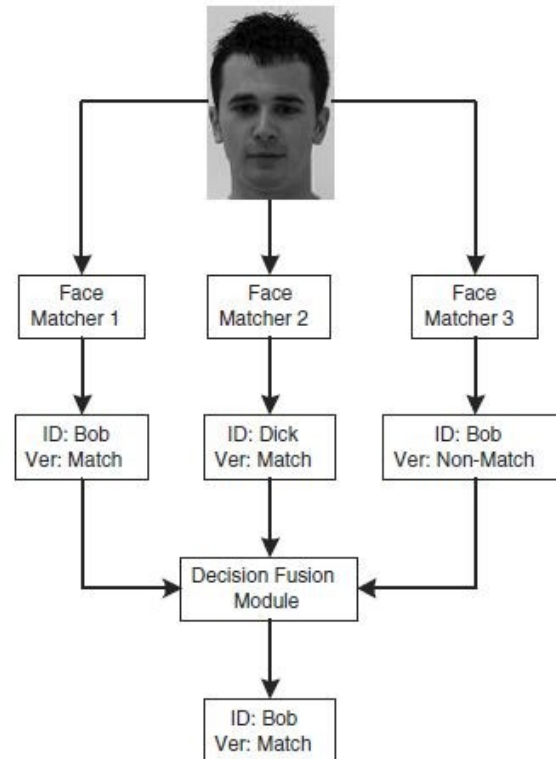 Face
Matcher 1
Face
Matcher 2
Face
Matcher 3
ID: Bob
Ver: Match
ID: Dick
Ver: Match
ID: Bob
Ver: Non-Match
Decision Fusion
Module
ID: Bob
Ver: Match